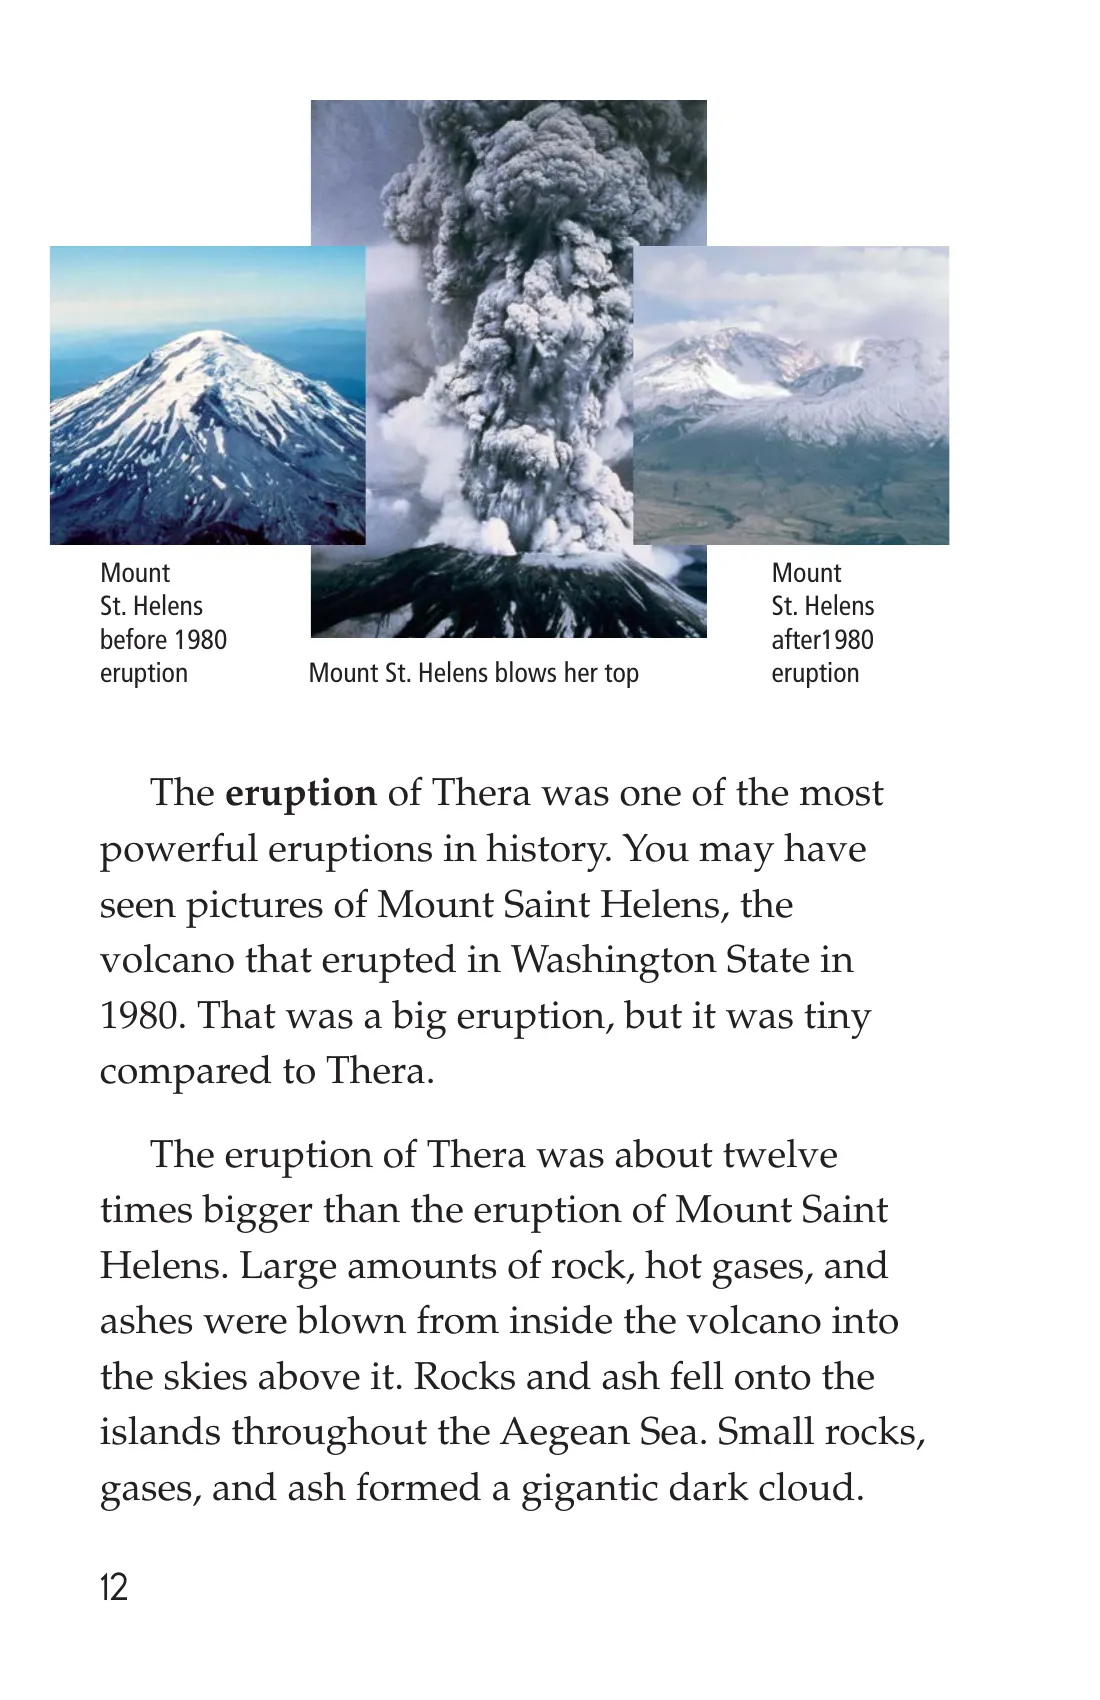 Mount
St. Helens
before 1980
eruption
Mount St. Helens blows her top
Mount
St. Helens
after1980
eruption
The eruption of Thera was one of the most
powerful eruptions in history. You may have
seen pictures of Mount Saint Helens, the
volcano that erupted in Washington State in
1980. That was a big eruption, but it was tiny
compared to Thera.
The eruption of Thera was about twelve
times bigger than the eruption of Mount Saint
Helens. Large amounts of rock, hot gases, and
ashes were blown from inside the volcano into
the skies above it. Rocks and ash fell onto the
islands throughout the Aegean Sea. Small rocks,
gases, and ash formed a gigantic dark cloud.
12